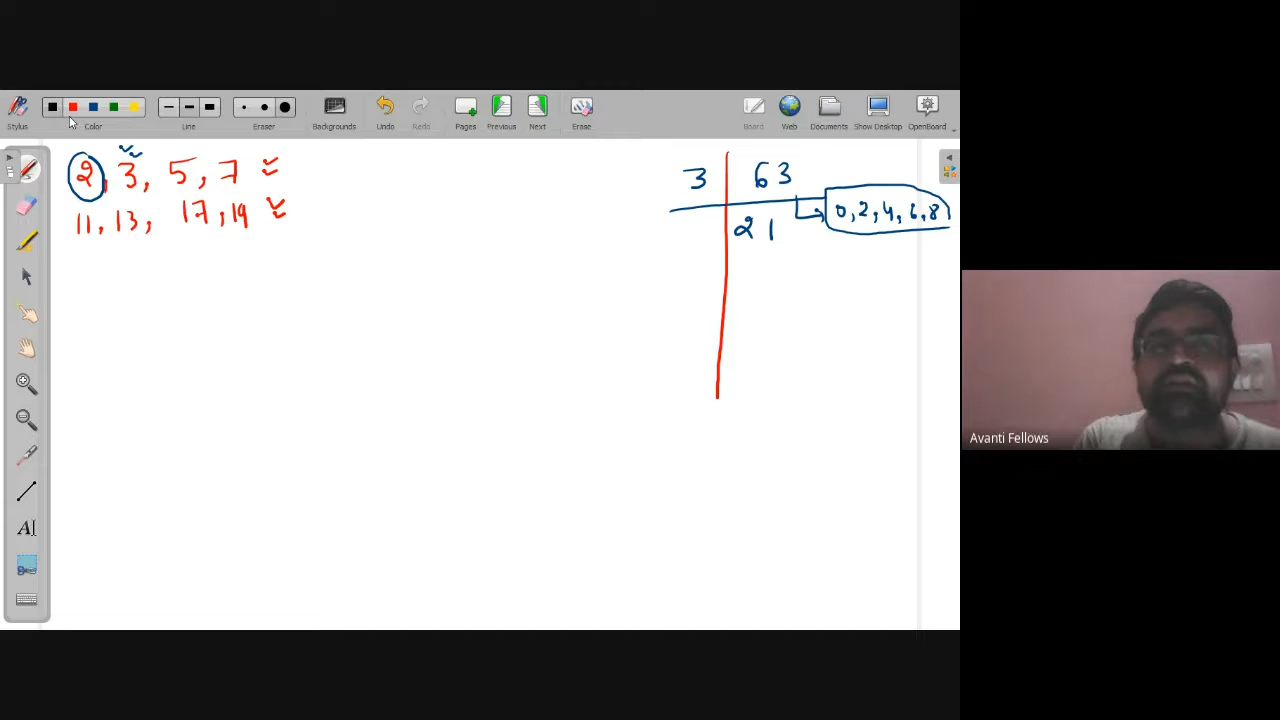 Stylus
Color
Line
Eraser
Backgrounds
Undo
Redo
Pages
Previous
Next
Erase
Board
Web
Documents
Show Desktop
OpenBoard
2, 3, 5, 7
11, 13, 17, 19
3 63
0, 2, 4, 6, 8
21
A
Avanti Fellows